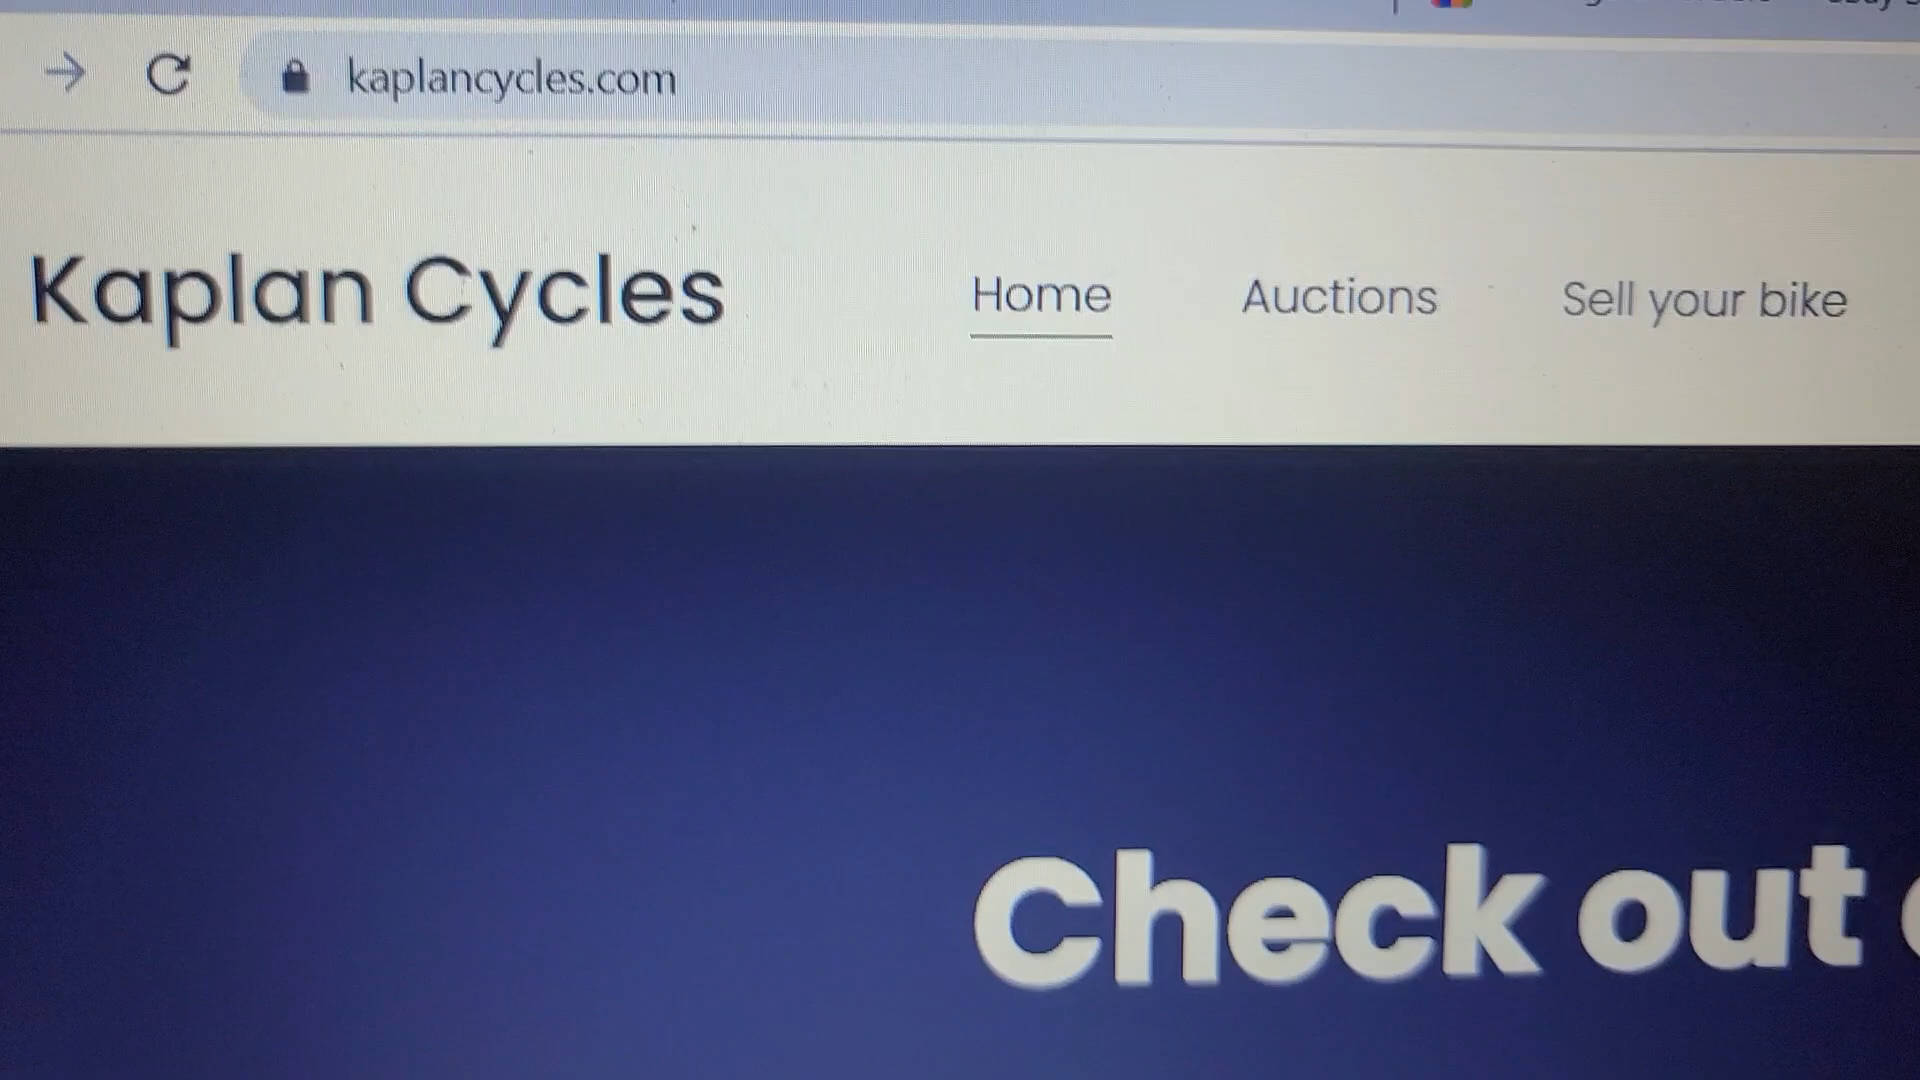 kaplancycles.com
Kaplan Cycles
Home Auctions Sell your bike
Check out